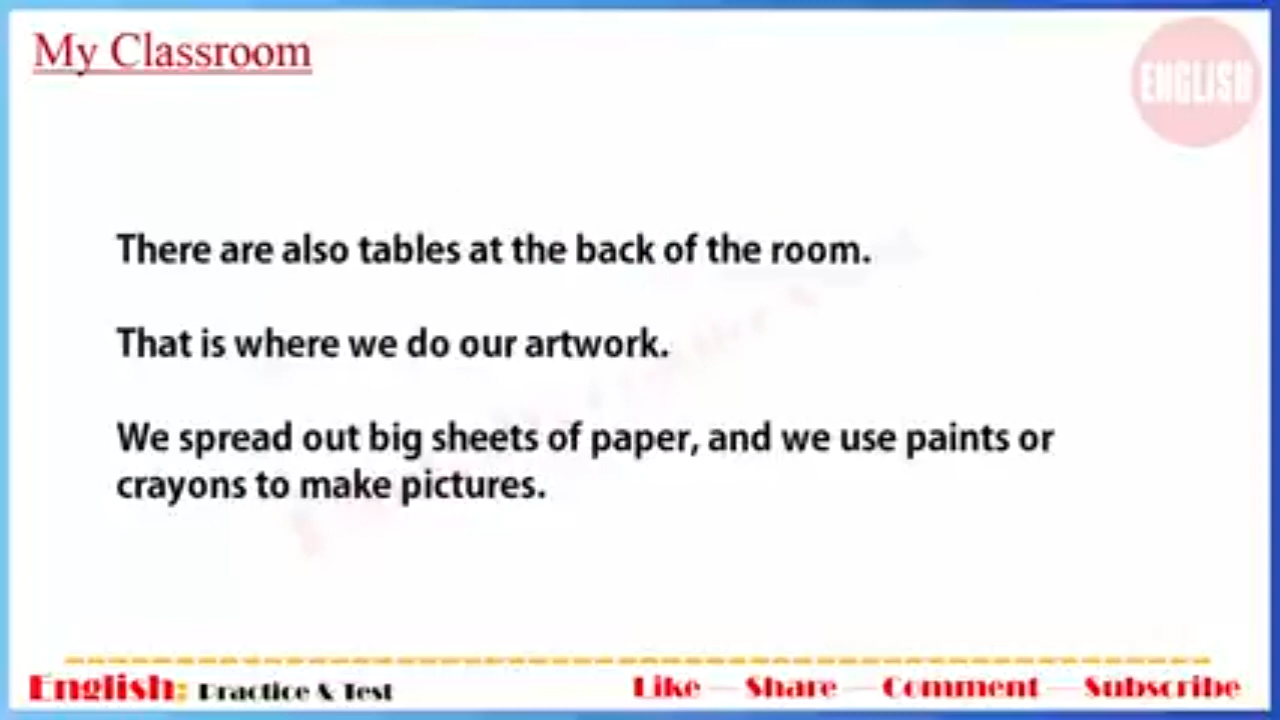 My Classroom
ENGLISH
There are also tables at the back of the room.
That is where we do our artwork.
We spread out big sheets of paper, and we use paints or
crayons to make pictures.
English: Practice & Test
Like — Share — Comment — Subscribe